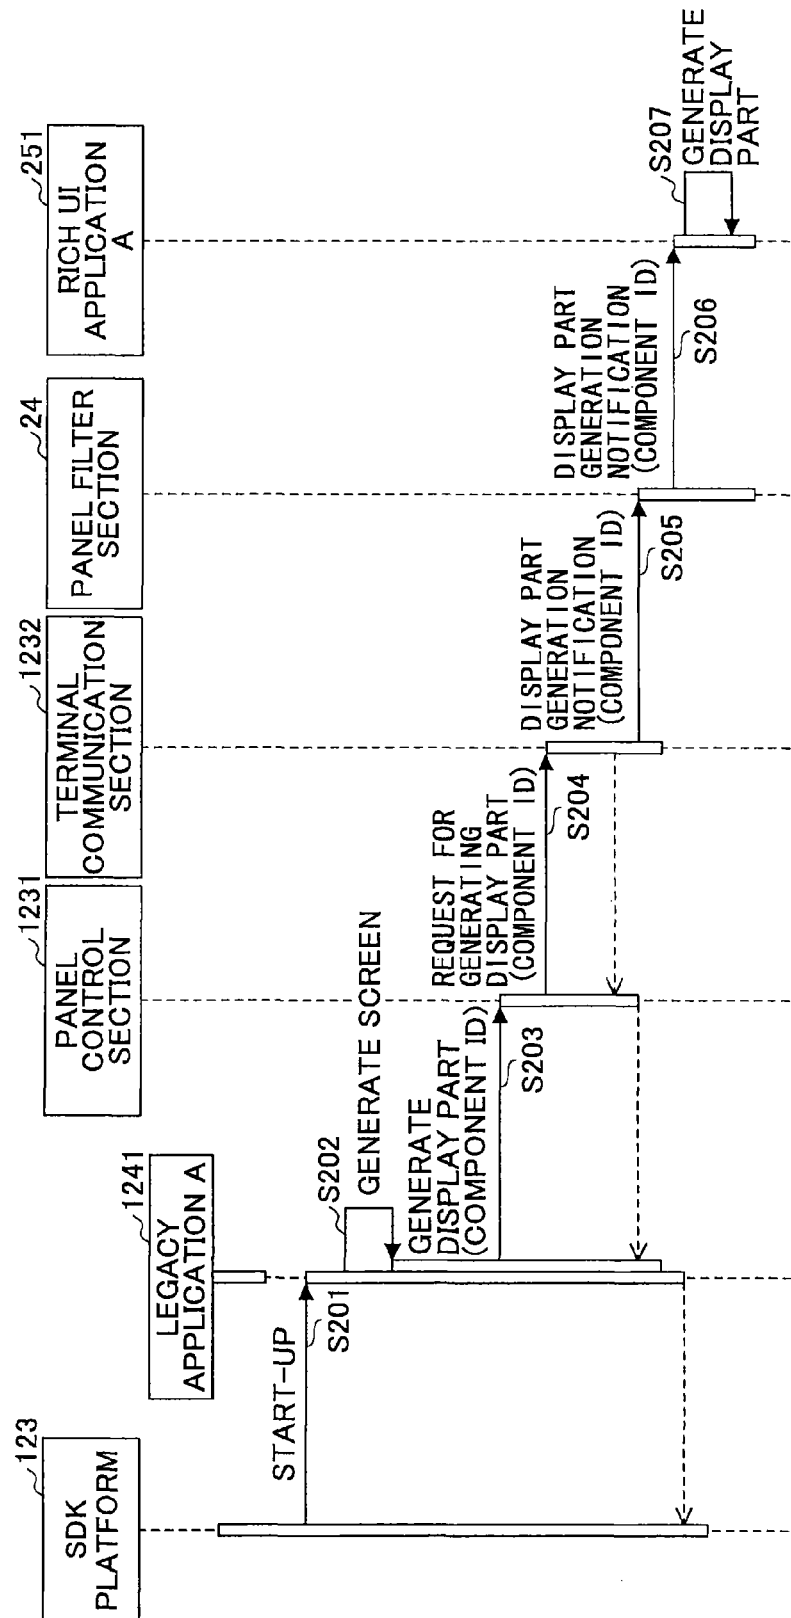 123
SDK
PLATFORM
1241
LEGACY
APPLICATION A
1231
PANEL
CONTROL
SECTION
1232
TERMINAL
COMMUNICATION
SECTION
24
PANEL FILTER
SECTION
251
RICH UI
APPLICATION
A
START-UP
S201
S202
GENERATE SCREEN
GENERATE
DISPLAY PART
(COMPONENT ID)
S203
REQUEST FOR
GENERATING
DISPLAY PART
(COMPONENT ID)
S204
DISPLAY PART
GENERATION
NOTIFICATION
(COMPONENT ID)
S205
DISPLAY PART
GENERATION
NOTIFICATION
(COMPONENT ID)
S206
S207
GENERATE
DISPLAY
PART